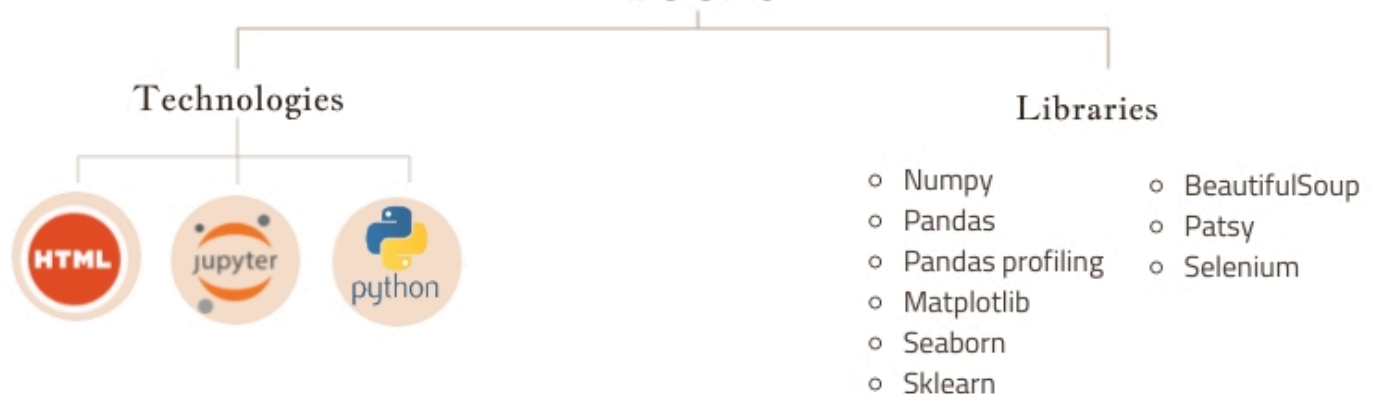 Technologies
HTML
jupyter
python
Libraries
Numpy
Pandas
Pandas profiling
Matplotlib
Seaborn
Sklearn
BeautifulSoup
Patsy
Selenium